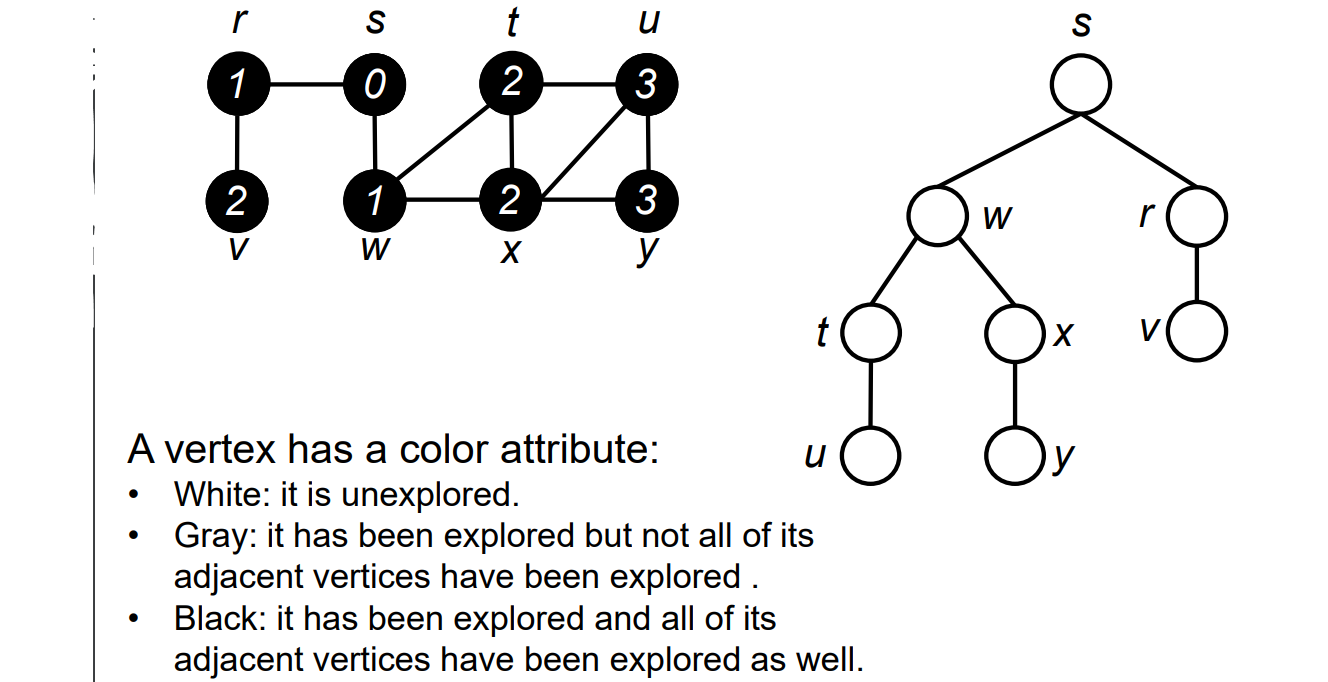 r s t u
1 0 2 3
2 1 2 3
v w x y
s
w r
t x v
u y
A vertex has a color attribute:
• White: it is unexplored.
• Gray: it has been explored but not all of its
adjacent vertices have been explored .
• Black: it has been explored and all of its
adjacent vertices have been explored as well.